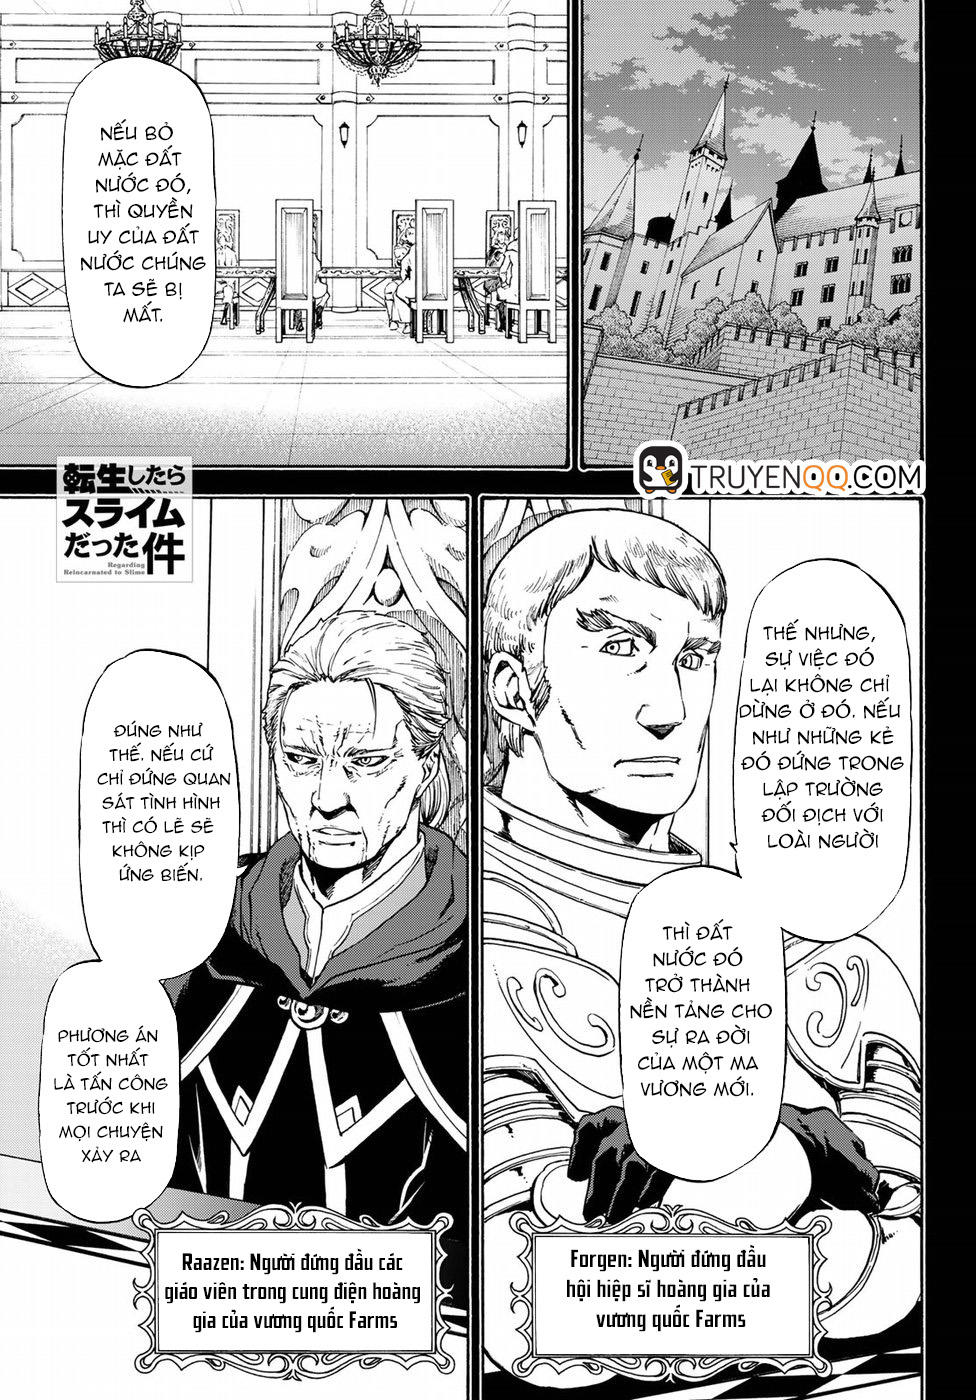 NẾU BỎ
MẶC ĐẤT
NƯỚC ĐÓ,
THÌ QUYỀN
UY CỦA ĐẤT
NƯỚC CHÚNG
TA SẼ BỊ
MẤT.
TRUYENQQ.COM
転生したら
スライム
だった件
Regarding
Reincarnated to Slime
THẾ NHƯNG,
SỰ VIỆC ĐÓ
LẠI KHÔNG CHỈ
DỪNG Ở ĐÓ. NẾU
NHƯ NHỮNG KẺ
ĐÓ ĐỨNG TRONG
LẬP TRƯỜNG
ĐỐI ĐỊCH VỚI
LOÀI NGƯỜI
THÌ ĐẤT
NƯỚC ĐÓ
TRỞ THÀNH
NỀN TẢNG CHO
SỰ RA ĐỜI
CỦA MỘT MA
VƯƠNG MỚI.
Forgen: Người đứng đầu
hội hiệp sĩ hoàng gia của
vương quốc Farms
ĐÚNG NHƯ
THẾ. NẾU CỨ
CHỈ ĐỨNG QUAN
SÁT TÌNH HÌNH
THÌ CÓ LẼ SẼ
KHÔNG KỊP
ỨNG BIẾN.
PHƯƠNG ÁN
TỐT NHẤT
LÀ TẤN CÔNG
TRƯỚC KHI
MỌI CHUYỆN
XẢY RA
Raazen: Người đứng đầu các
giáo viên trong cung điện hoàng
gia của vương quốc Farms